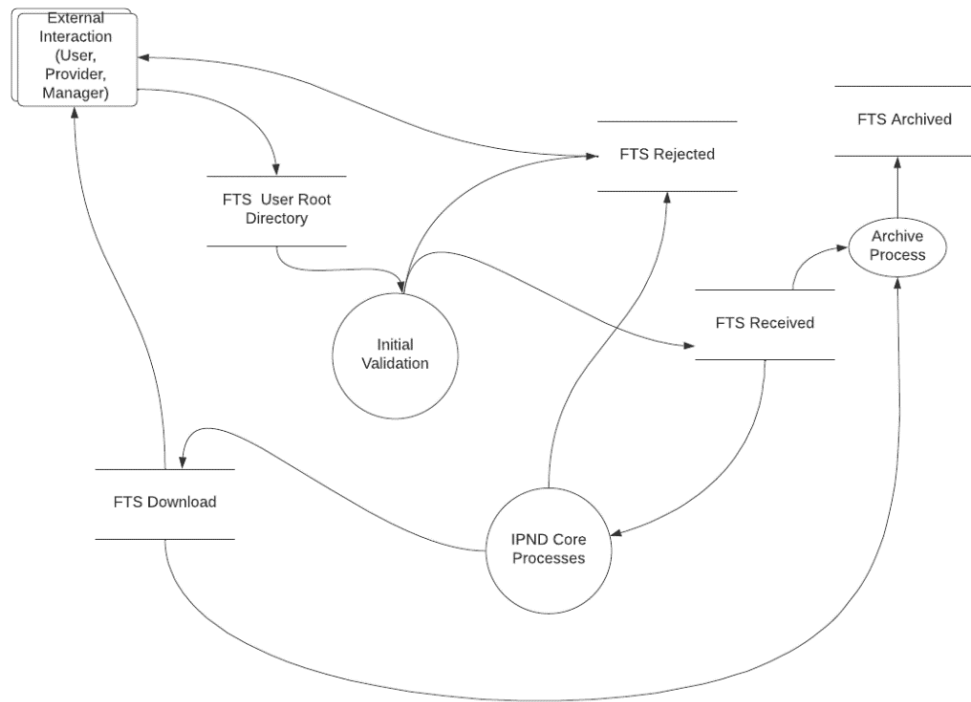 External
Interaction
(User,
Provider,
Manager)
FTS Archived
FTS Rejected
FTS User Root
Directory
Archive
Process
FTS Received
Initial
Validation
FTS Download
IPND Core
Processes